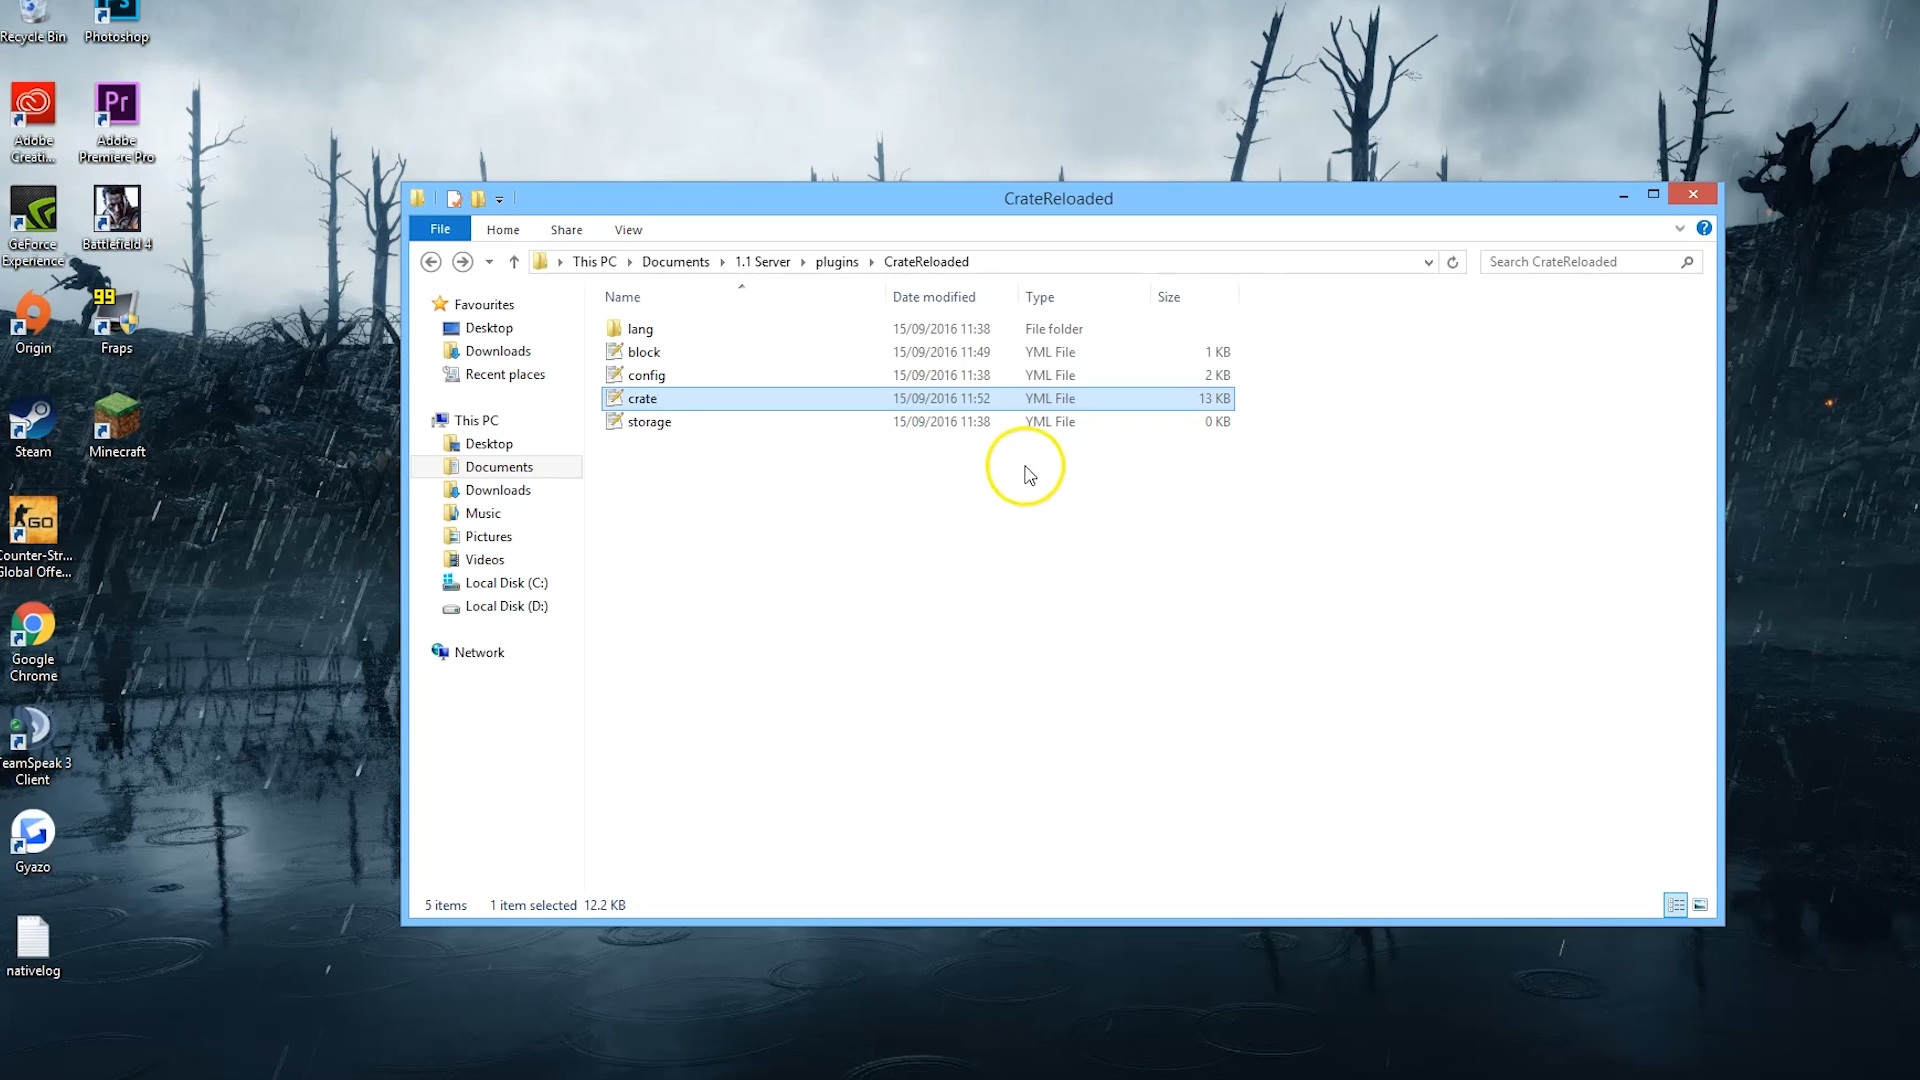 Recycle Bin
Photoshop
Adobe
Creati...
Adobe
Premiere Pro
GeForce
Experience
Battlefield 4
Origin
99
Fraps
Steam
Minecraft
GO
Counter-Str...
Global Offe...
Google
Chrome
TeamSpeak 3
Client
Gyazo
nativelog
CrateReloaded
File
Home
Share
View
This PC
Documents
1.1 Server
plugins
CrateReloaded
Search CrateReloaded
Favourites
Desktop
Downloads
Recent places
This PC
Desktop
Documents
Downloads
Music
Pictures
Videos
Local Disk (C:)
Local Disk (D:)
Network
Name Date modified Type Size
lang 15/09/2016 11:38 File folder
block 15/09/2016 11:49 YML File 1 KB
config 15/09/2016 11:38 YML File 2 KB
crate 15/09/2016 11:52 YML File 13 KB
storage 15/09/2016 11:38 YML File 0 KB
5 items 1 item selected 12.2 KB
Pr